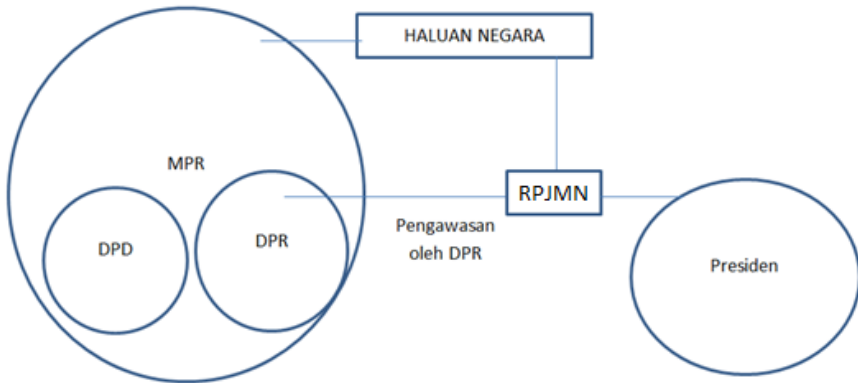 HALUAN NEGARA
MPR
RPJMN
DPD
DPR
Pengawasan
oleh DPR
Presiden